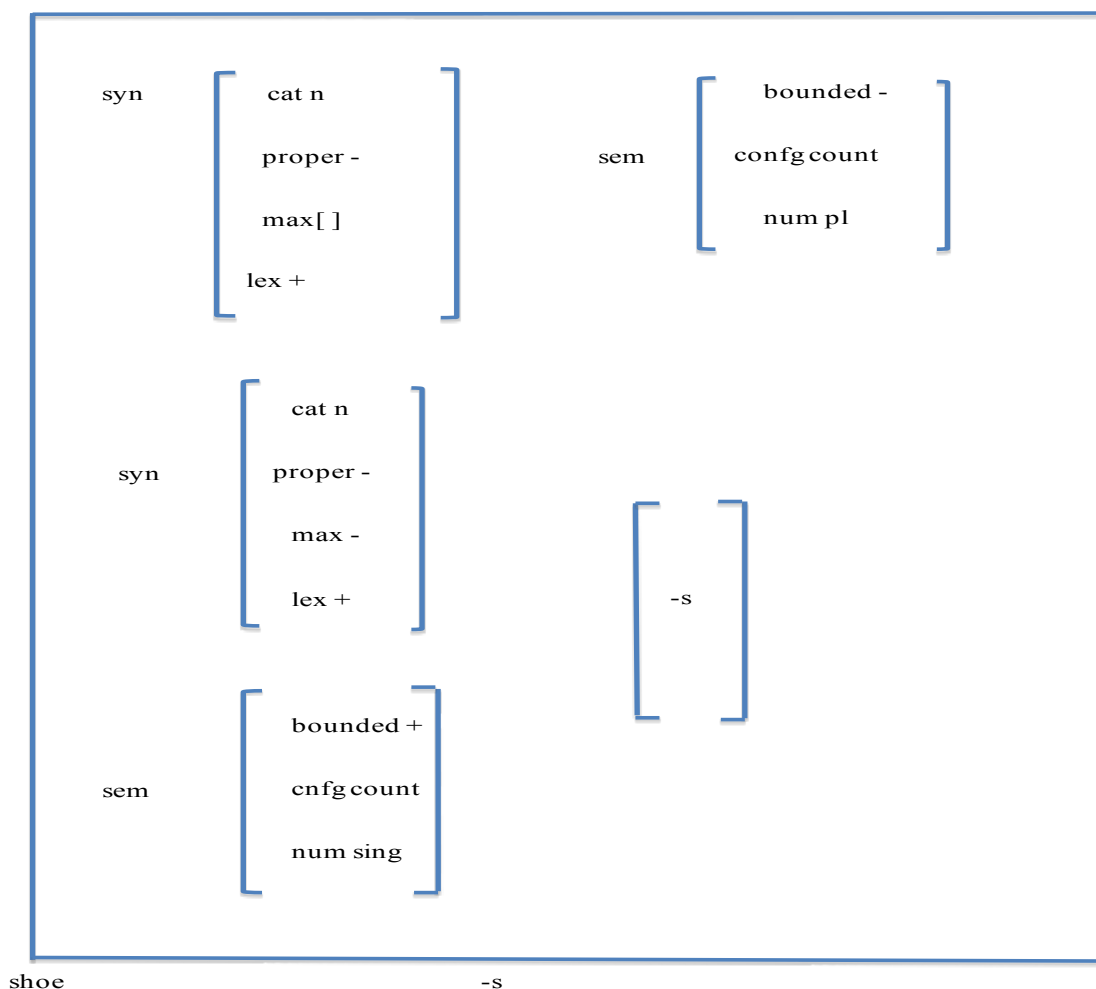 syn
cat n
proper -
max[ ]
lex +
sem
bounded -
confg count
num pl
syn
cat n
proper -
max -
lex +
-s
sem
bounded +
cnfg count
num sing
shoe -s